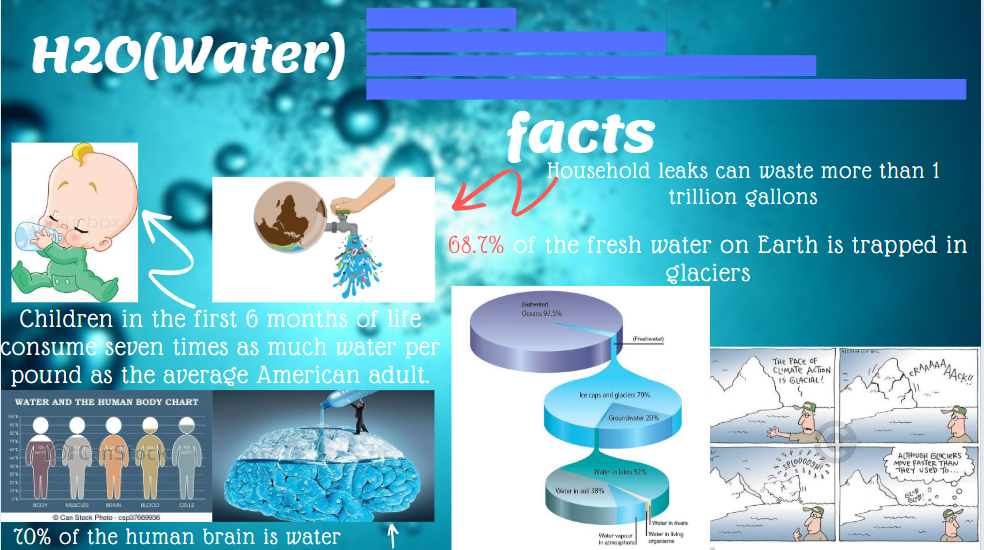 H2O(Water)
facts
Household leaks can waste more than 1
trillion gallons
68.7% of the fresh water on Earth is trapped in
glaciers
Children in the first 6 months of life
consume seven times as much water per
pound as the average American adult.
WATER AND THE HUMAN BODY CHART
BODY MUSCLES BRAIN BLOOD CELLS
© Can Stock Photo - csp37669936
70% of the human brain is water
(Saltwater)
Oceans 97.5%
(Freshwater)
Ice caps and glaciers 79%
Groundwater 20%
Water in lakes 52%
Water in soil 38%
Water in rivers
Water vapour
in atmosphere
Water in living
organisms
THE PACE OF
CLIMATE ACTION
IS GLACIAL!
CRAAAAAACK!!
SPLOOOOSH!!
ALTHOUGH GLACIERS
MOVE FASTER THAN
THEY USED TO...
GLUB
GLUB